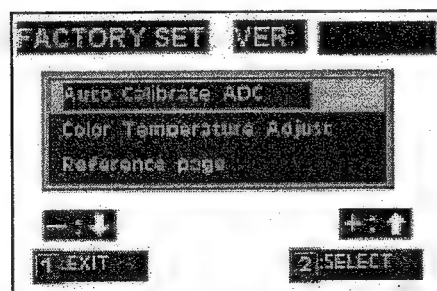 FACTORY SET VER:
Auto Calibrate ADC
Color Temperature Adjust
Reference page
-:⬇ +:⬆
1:EXIT 2:SELECT